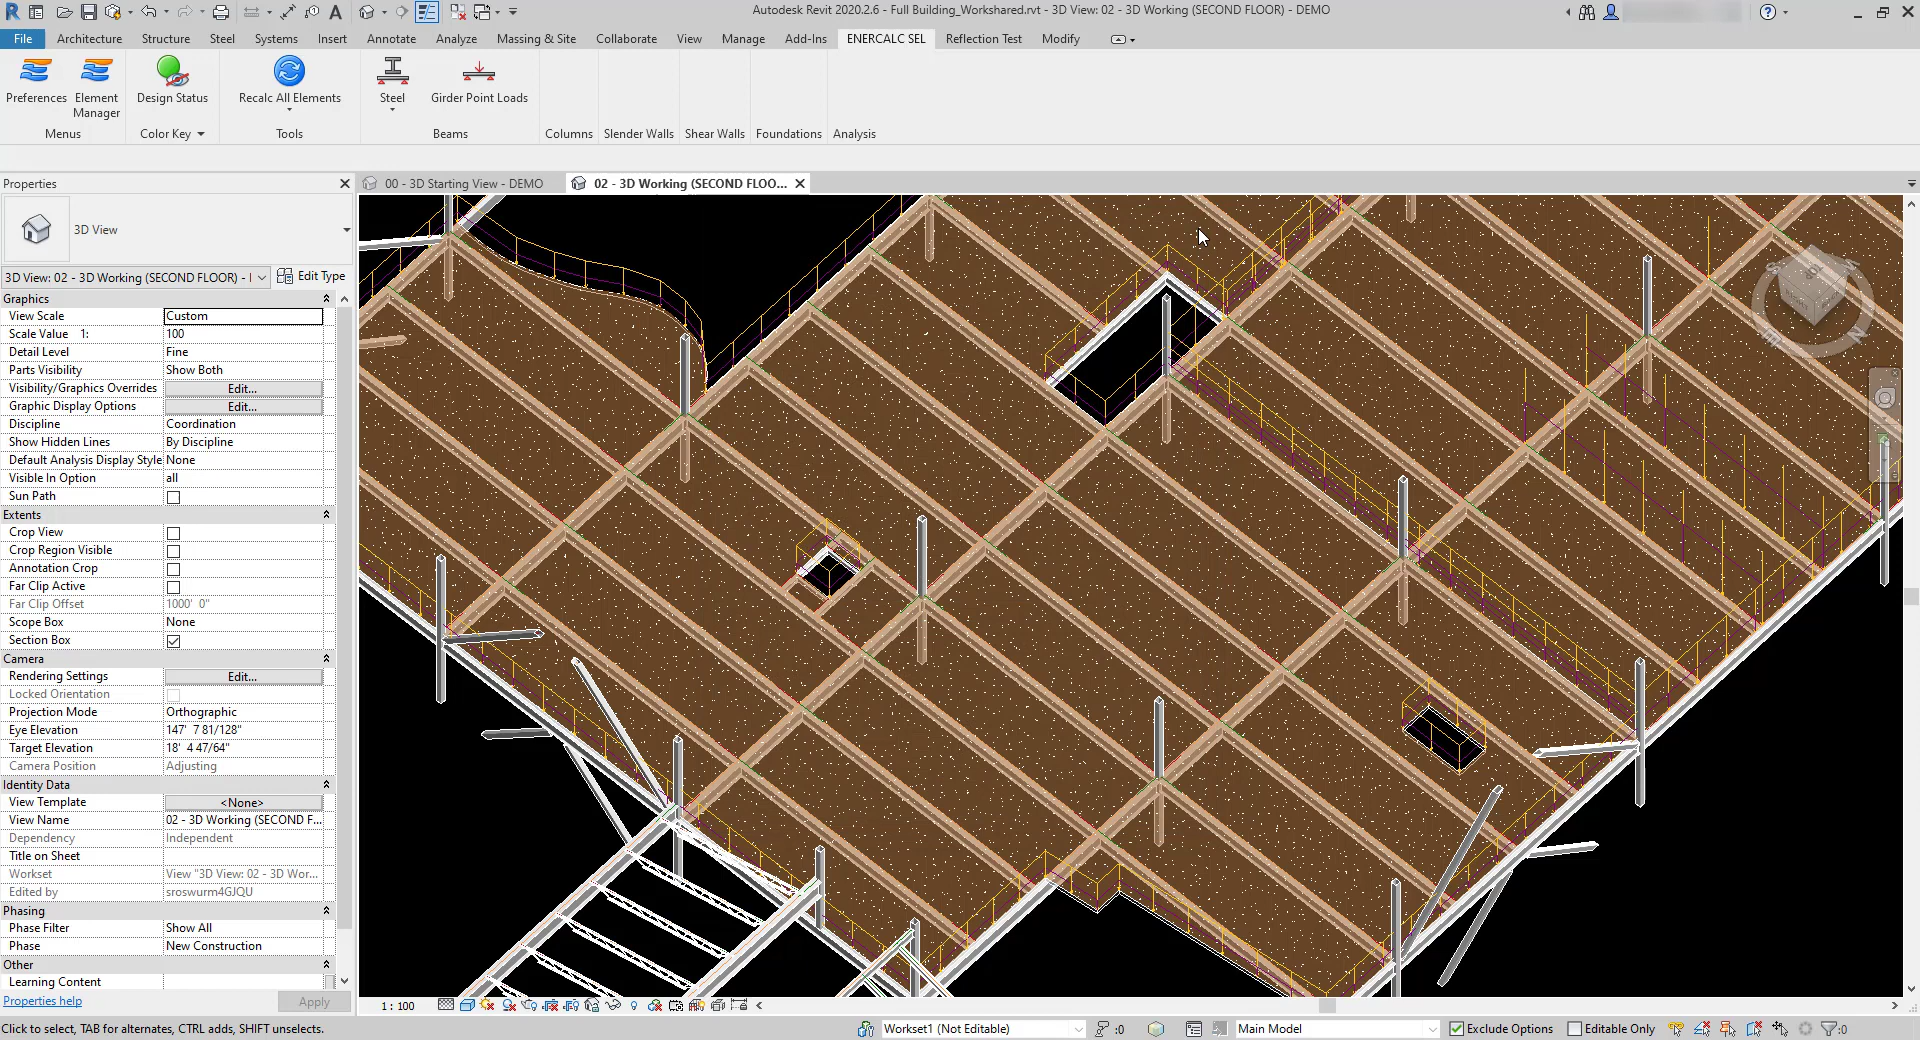 Autodesk Revit 2020.2.6 - Full Building_Workshared.rvt - 3D View: 02 - 3D Working (SECOND FLOOR) - DEMO
File Architecture Structure Steel Systems Insert Annotate Analyze Massing & Site Collaborate View Manage Add-Ins ENERCALC SEL Reflection Test Modify
Preferences Element Manager Design Status Recalc All Elements Steel Girder Point Loads
Menus Color Key Tools Beams Columns Slender Walls Shear Walls Foundations Analysis
Properties
00 - 3D Starting View - DEMO
02 - 3D Working (SECOND FLOO...
3D View
3D View: 02 - 3D Working (SECOND FLOOR) - Edit Type
Graphics
View Scale Custom
Scale Value 1: 100
Detail Level Fine
Parts Visibility Show Both
Visibility/Graphics Overrides Edit...
Graphic Display Options Edit...
Discipline Coordination
Show Hidden Lines By Discipline
Default Analysis Display Style None
Visible In Option all
Sun Path
Extents
Crop View
Crop Region Visible
Annotation Crop
Far Clip Active
Far Clip Offset 1000' 0"
Scope Box None
Section Box
Camera
Rendering Settings Edit...
Locked Orientation
Projection Mode Orthographic
Eye Elevation 147' 7 81/128"
Target Elevation 18' 4 47/64"
Camera Position Adjusting
Identity Data
View Template <None>
View Name 02 - 3D Working (SECOND F...
Dependency Independent
Title on Sheet
Workset View "3D View: 02 - 3D Wor...
Edited by sroswurm4GJQU
Phasing
Phase Filter Show All
Phase New Construction
Other
Learning Content
Properties help Apply
1 : 100
Click to select, TAB for alternates, CTRL adds, SHIFT unselects.
Workset1 (Not Editable) :0 Main Model Exclude Options Editable Only :0